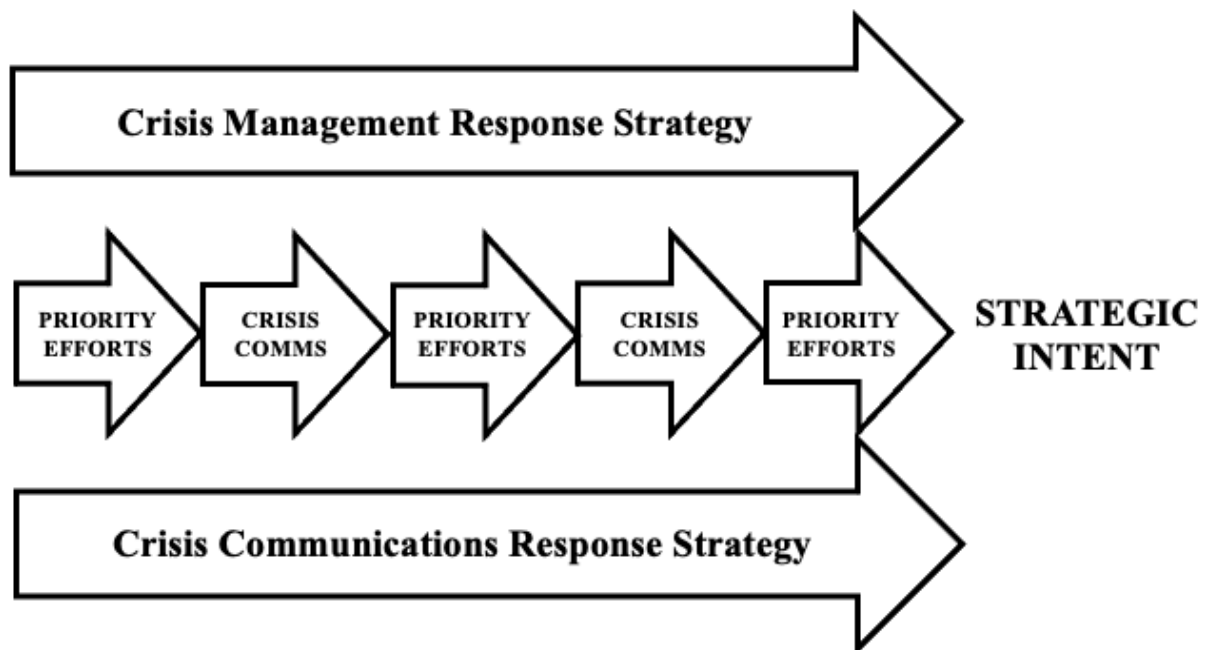 Crisis Management Response Strategy
PRIORITY
EFFORTS
CRISIS
COMMS
PRIORITY
EFFORTS
CRISIS
COMMS
PRIORITY
EFFORTS
STRATEGIC
INTENT
Crisis Communications Response Strategy